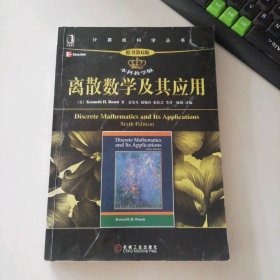 计算机科学丛书
原书第6版
本科教学版
离散数学及其应用
(美) Kenneth H. Rosen 著
Discrete Mathematics and Its Applications
Sixth Edition
Discrete Mathematics
and Its Applications
Kenneth H. Rosen
机械工业出版社